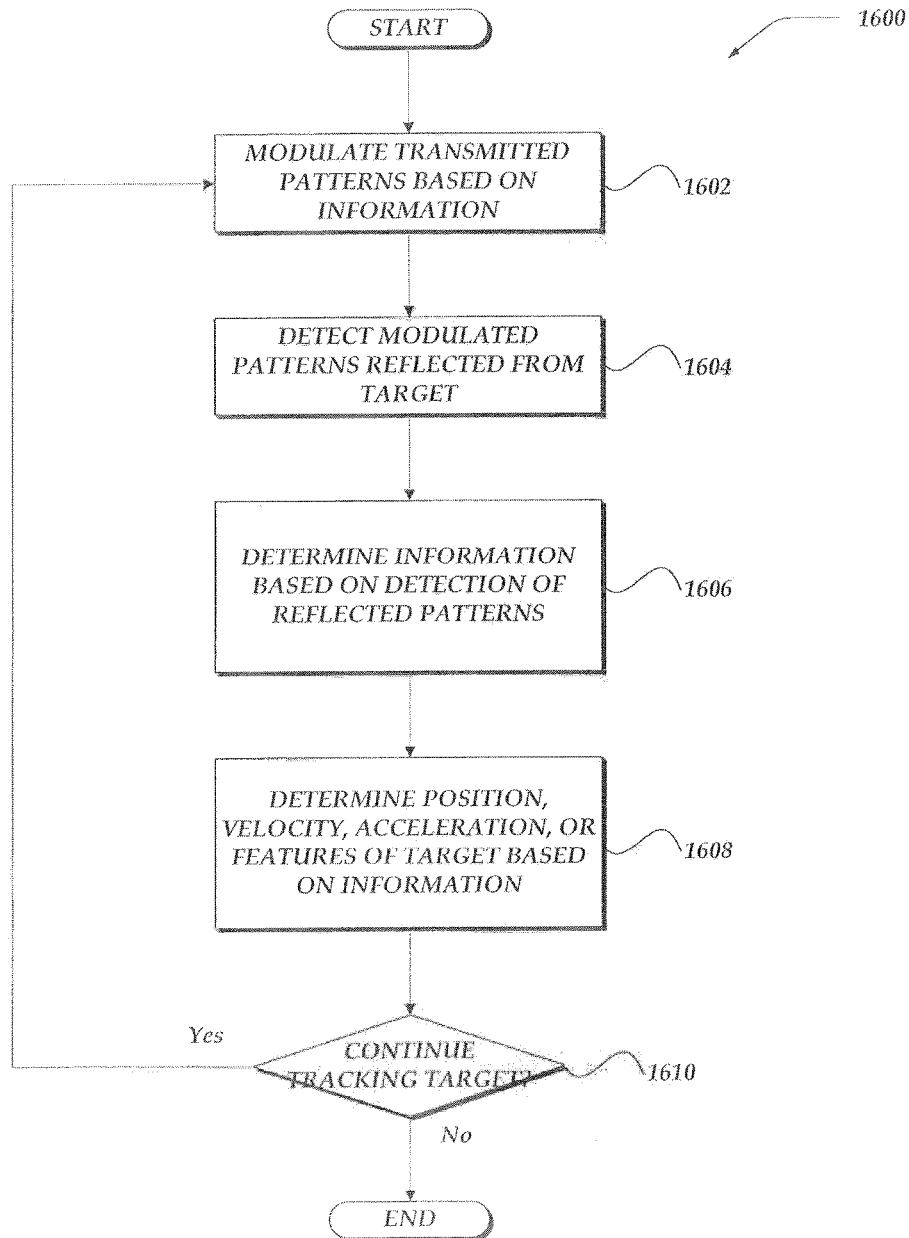 1600
START
MODULATE TRANSMITTED
PATTERNS BASED ON
INFORMATION
1602
DETECT MODULATED
PATTERNS REFLECTED FROM
TARGET
1604
DETERMINE INFORMATION
BASED ON DETECTION OF
REFLECTED PATTERNS
1606
DETERMINE POSITION,
VELOCITY, ACCELERATION, OR
FEATURES OF TARGET BASED
ON INFORMATION
1608
Yes
CONTINUE
TRACKING TARGET?
1610
No
END